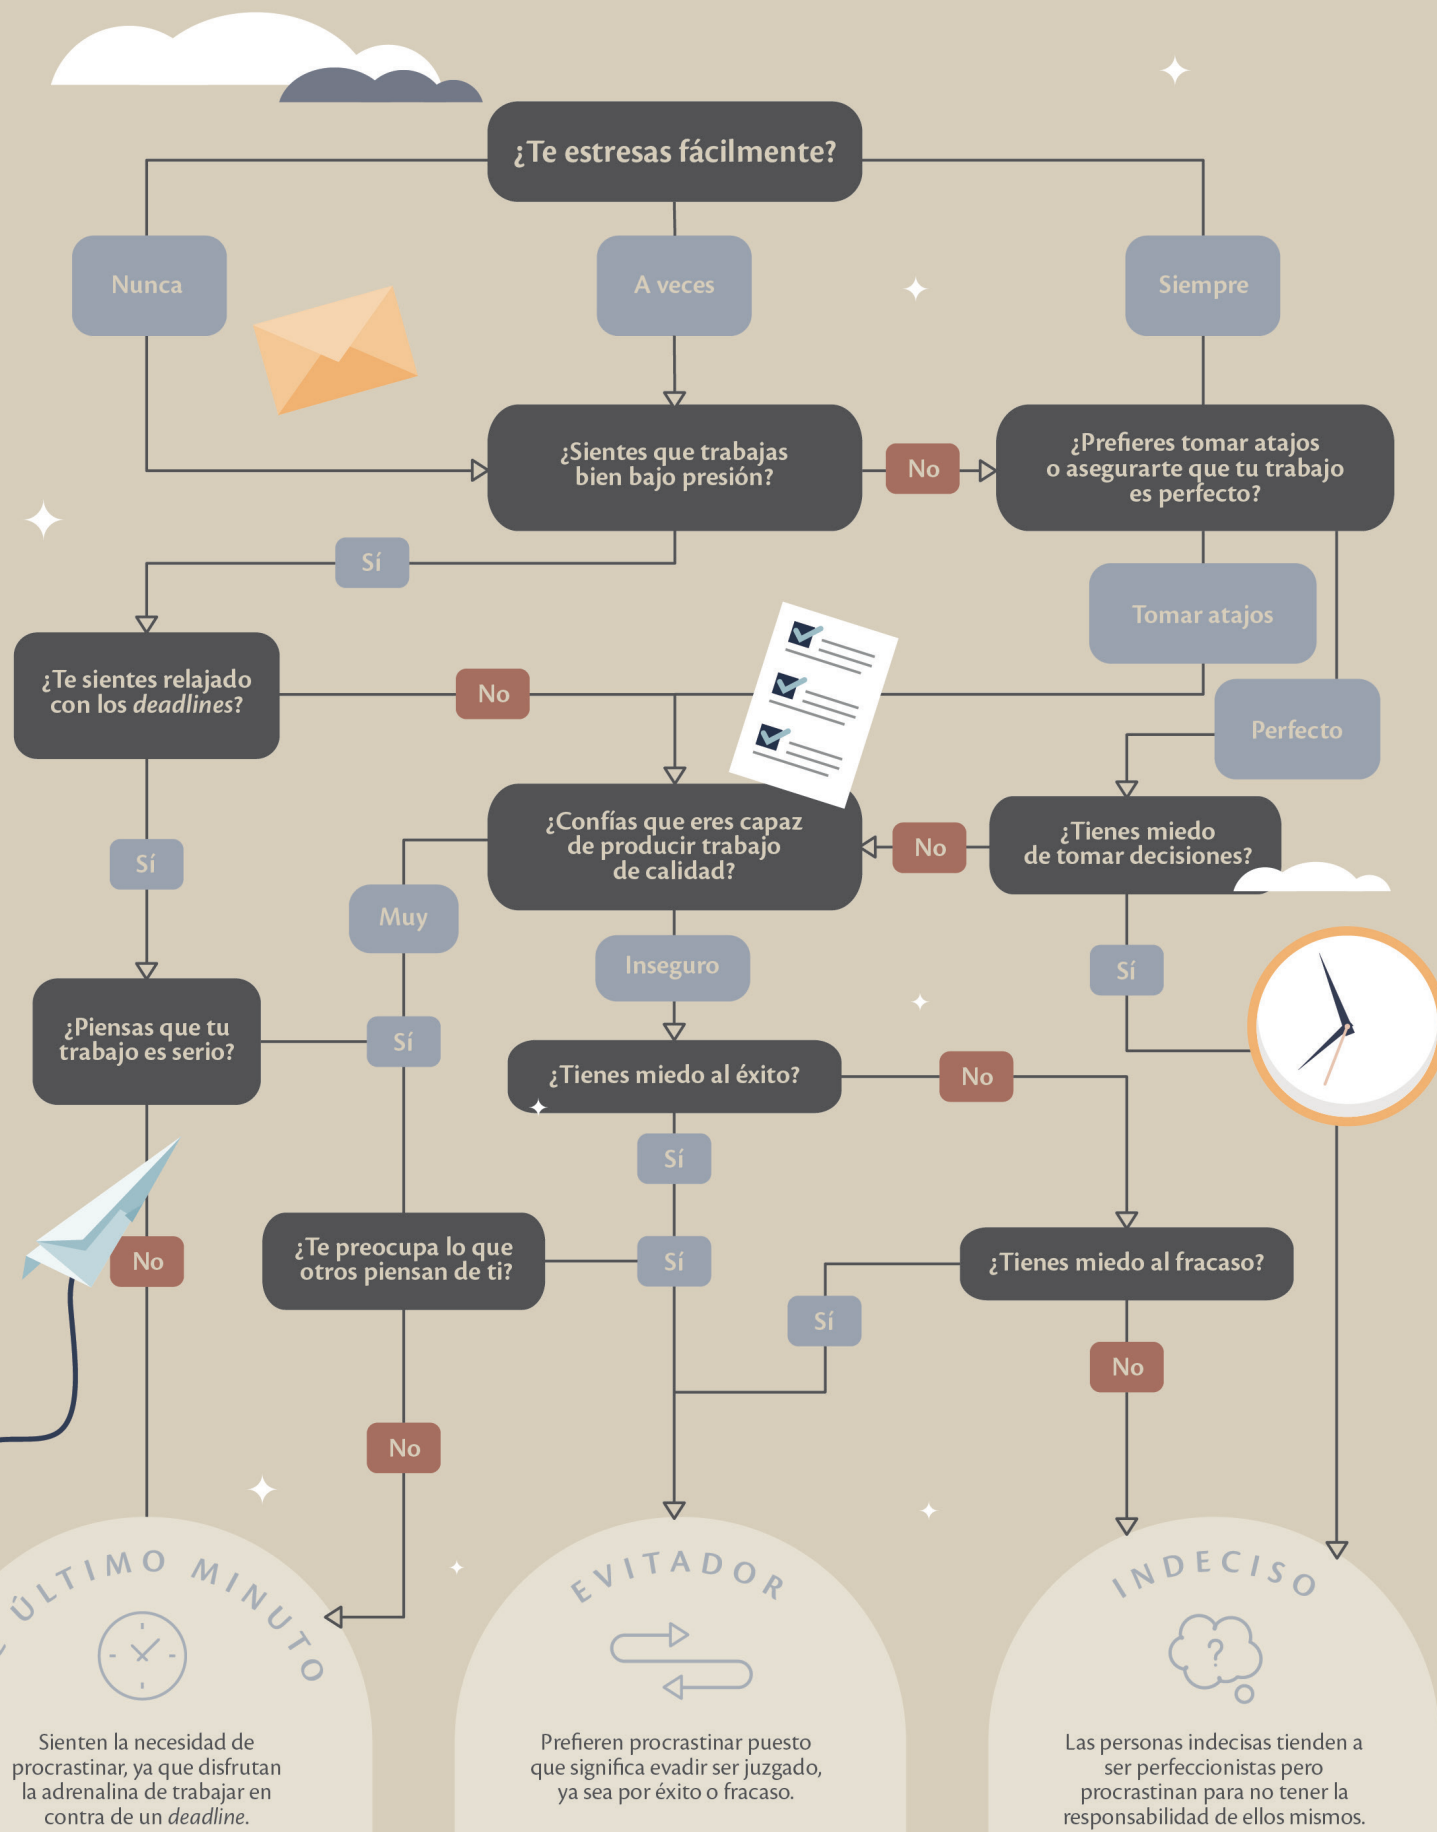 ¿Te estresas fácilmente?
Nunca
A veces
Siempre
¿Sientes que trabajas
bien bajo presión?
No
¿Prefieres tomar atajos
o asegurarte que tu trabajo
es perfecto?
Sí
Tomar atajos
¿Te sientes relajado
con los deadlines?
No
Perfecto
¿Confías que eres capaz
de producir trabajo
de calidad?
No
¿Tienes miedo
de tomar decisiones?
Sí
Muy
Inseguro
Sí
¿Piensas que tu
trabajo es serio?
Sí
¿Tienes miedo al éxito?
No
Sí
No
¿Te preocupa lo que
otros piensan de ti?
Sí
¿Tienes miedo al fracaso?
Sí
No
No
ÚLTIMO MINUTO
EVITADOR
INDECISO
?
Sienten la necesidad de
procrastinar, ya que disfrutan
la adrenalina de trabajar en
contra de un deadline.
Prefieren procrastinar puesto
que significa evadir ser juzgado,
ya sea por éxito o fracaso.
Las personas indecisas tienden a
ser perfeccionistas pero
procrastinan para no tener la
responsabilidad de ellos mismos.